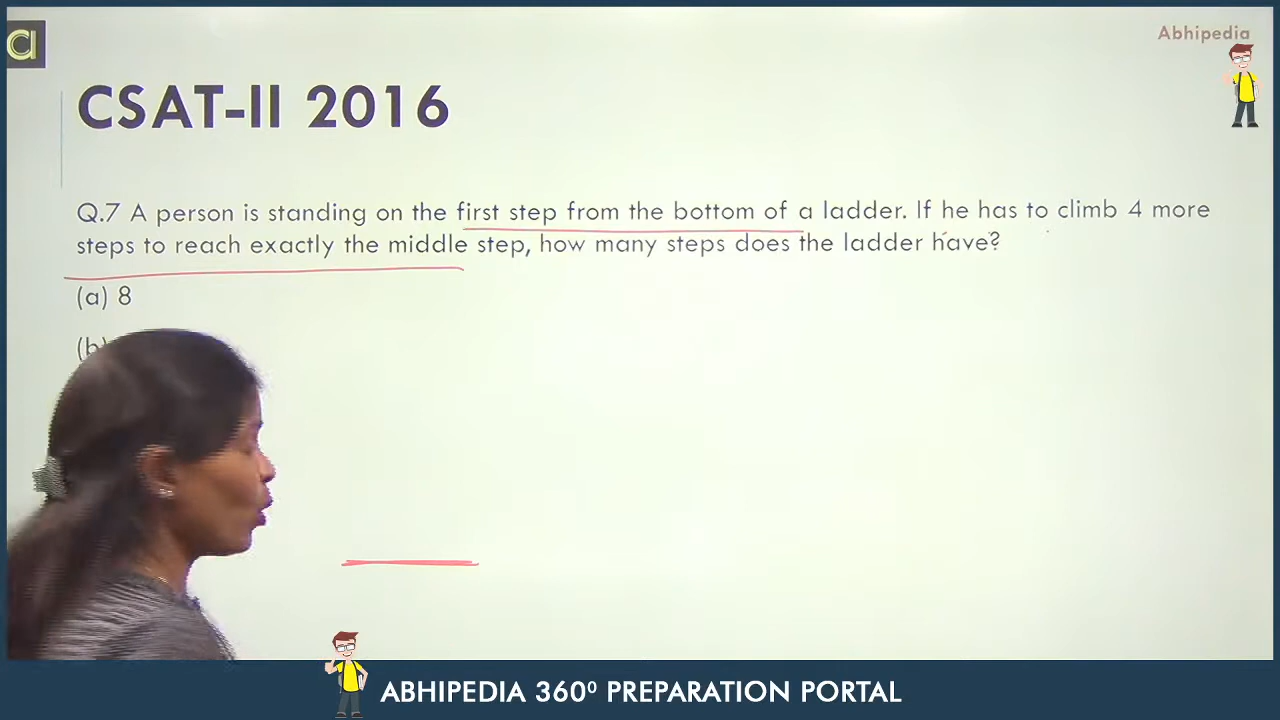 Abhipedia
CSAT-II 2016
Q.7 A person is standing on the first step from the bottom of a ladder. If he has to climb 4 more
steps to reach exactly the middle step, how many steps does the ladder have?
(a) 8
(b)
ABHIPEDIA 360⁰ PREPARATION PORTAL